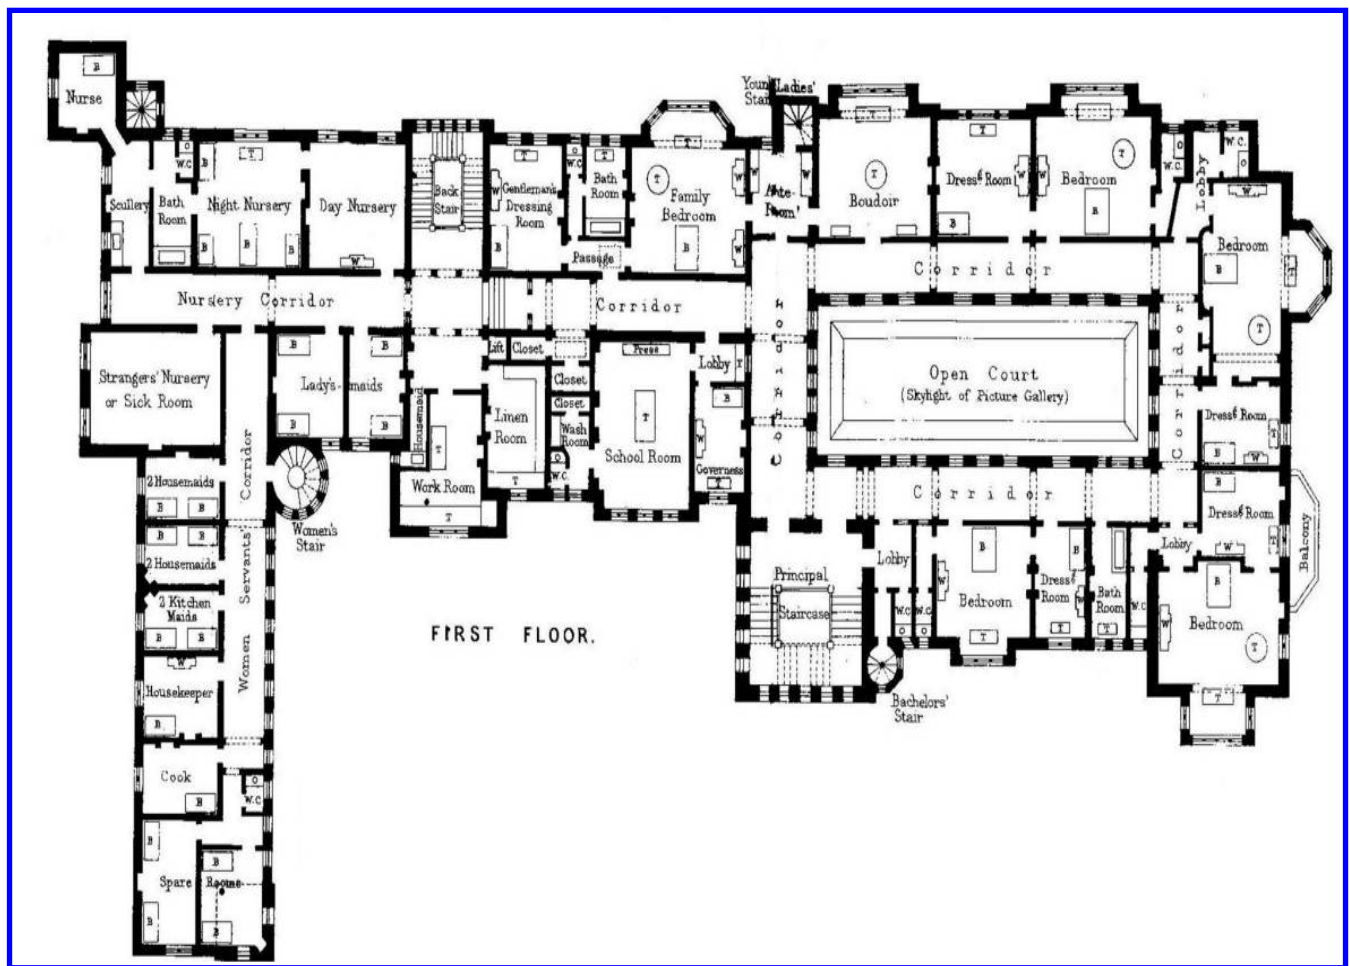 Young Ladies'
Stair
B
Nurse
W.C
B
T
Scullery
Bath
Room
Night Nursery
B
B
B
Day Nursery
W
Back
Stair
T
W
Gentleman's
Dressing
Room
B
W.C
T
Bath
Room
Passage
T
T
Family
Bedroom
B
W
W
W
W
Ante-
Room
T
T
Boudoir
T
Dress.g Room
W
B
T
W
T
Bedroom
B
W.C
Lobby
W.C
W
Bedroom
B
T
T
Nursery Corridor
Corridor
Corridor
Corridor
Corridor
Open Court
(Skylight of Picture Gallery)
Strangers' Nursery
or Sick Room
B
B
Lady's-maids
B
B
Lift
Closet
Closet
Closet
Wash
Room
W.C
Linen
Room
T
Housemaid
T
Work Room
T
Press
T
School Room
Lobby
T
B
W
Governess
T
Dress.g Room
B
W
T
Corridor
B
Dress.g Room
W
T
Balcony
Lobby
B
Bedroom
W
T
T
2 Housemaids
B
B
B
B
2 Housemaids
2 Kitchen
Maids
B
B
W
Housekeeper
B
Cook
B
W.C
Women Servants' Corridor
Women's
Stair
B
B
Spare Rooms
B
B
FIRST FLOOR.
Principal
Staircase
Lobby
W.C
W.C
Bachelors'
Stair
B
W
Bedroom
T
B
Dress.g
Room
W
T
Bath
Room
T
W.C